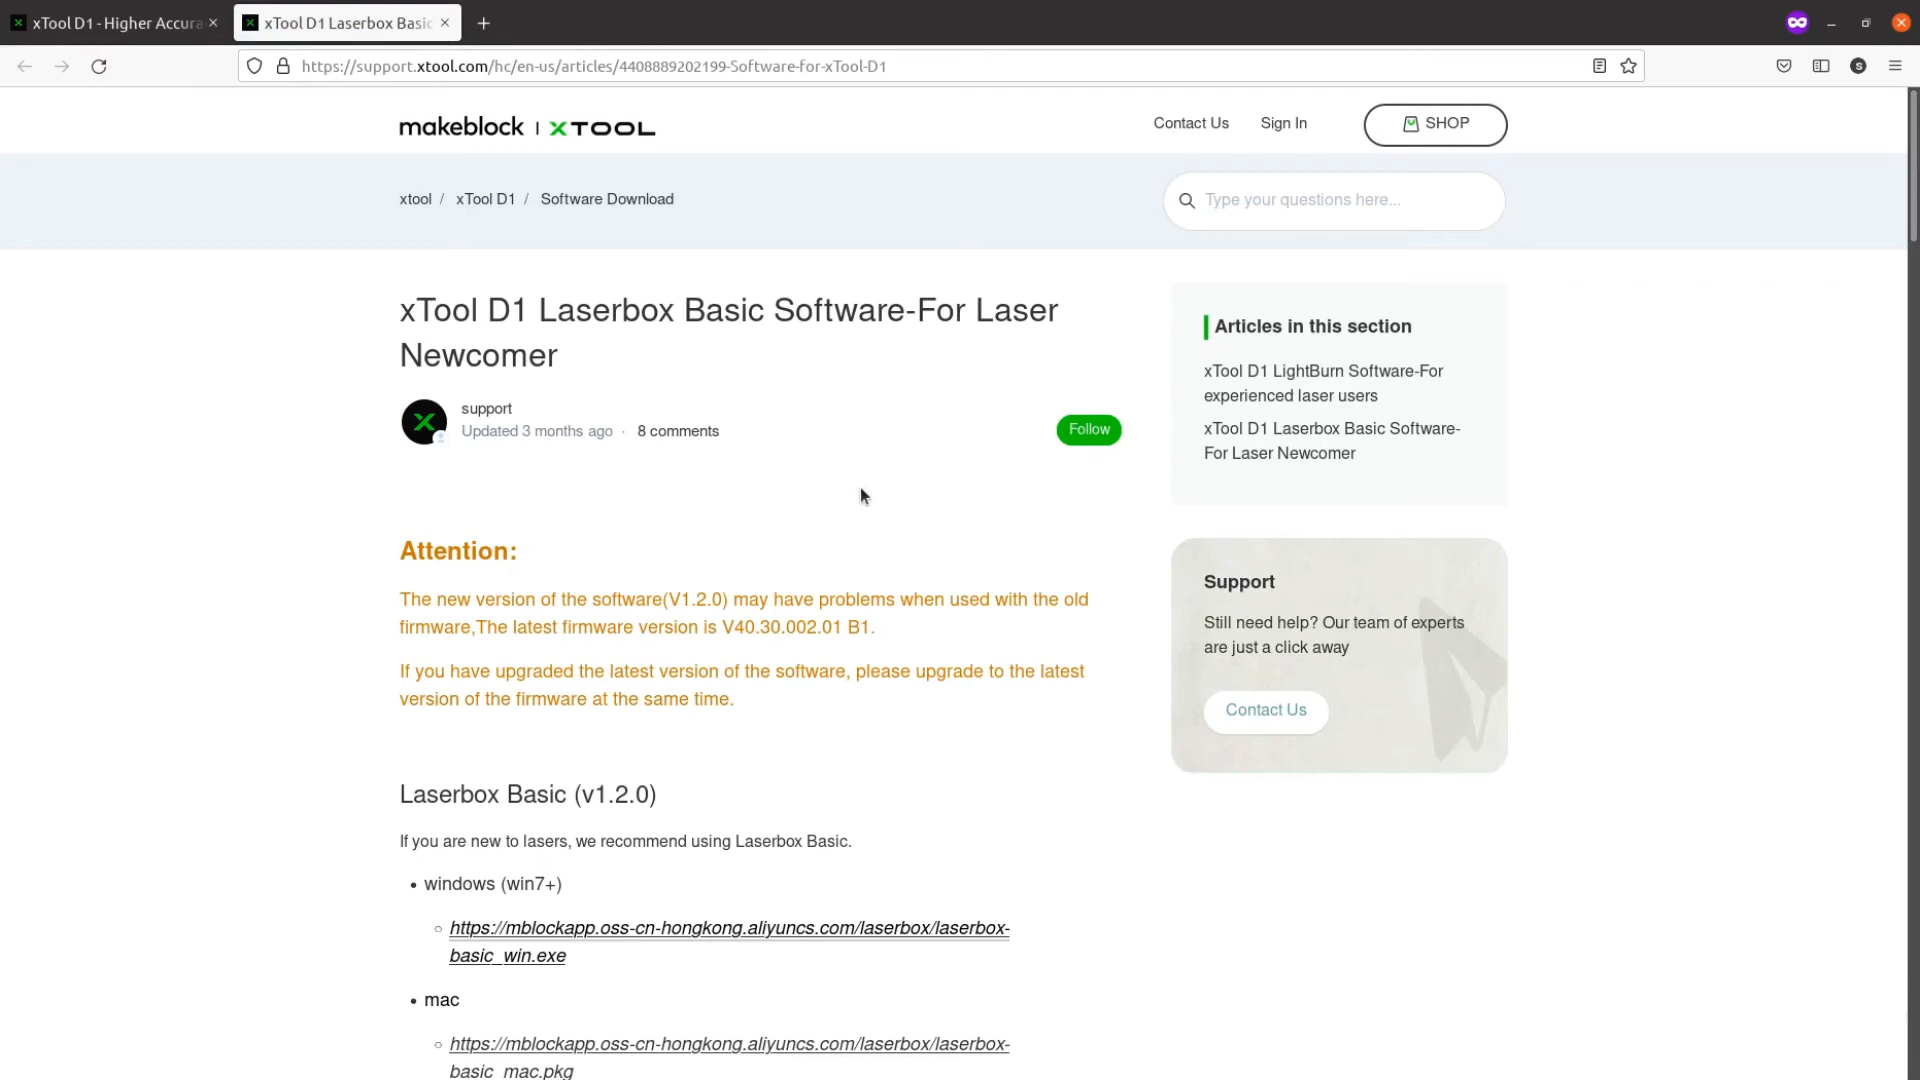 xTool D1 - Higher Accura
xTool D1 Laserbox Basic
https://support.xtool.com/hc/en-us/articles/4408889202199-Software-for-xTool-D1
makeblock | xTOOL
Contact Us
Sign In
SHOP
xtool / xTool D1 / Software Download
Type your questions here...
xTool D1 Laserbox Basic Software-For Laser
Newcomer
support
Updated 3 months ago · 8 comments
Follow
Attention:
The new version of the software(V1.2.0) may have problems when used with the old
firmware,The latest firmware version is V40.30.002.01 B1.
If you have upgraded the latest version of the software, please upgrade to the latest
version of the firmware at the same time.
Laserbox Basic (v1.2.0)
If you are new to lasers, we recommend using Laserbox Basic.
• windows (win7+)
https://mblockapp.oss-cn-hongkong.aliyuncs.com/laserbox/laserbox-
basic_win.exe
• mac
https://mblockapp.oss-cn-hongkong.aliyuncs.com/laserbox/laserbox-
basic_mac.pkg
Articles in this section
xTool D1 LightBurn Software-For
experienced laser users
xTool D1 Laserbox Basic Software-
For Laser Newcomer
Support
Still need help? Our team of experts
are just a click away
Contact Us